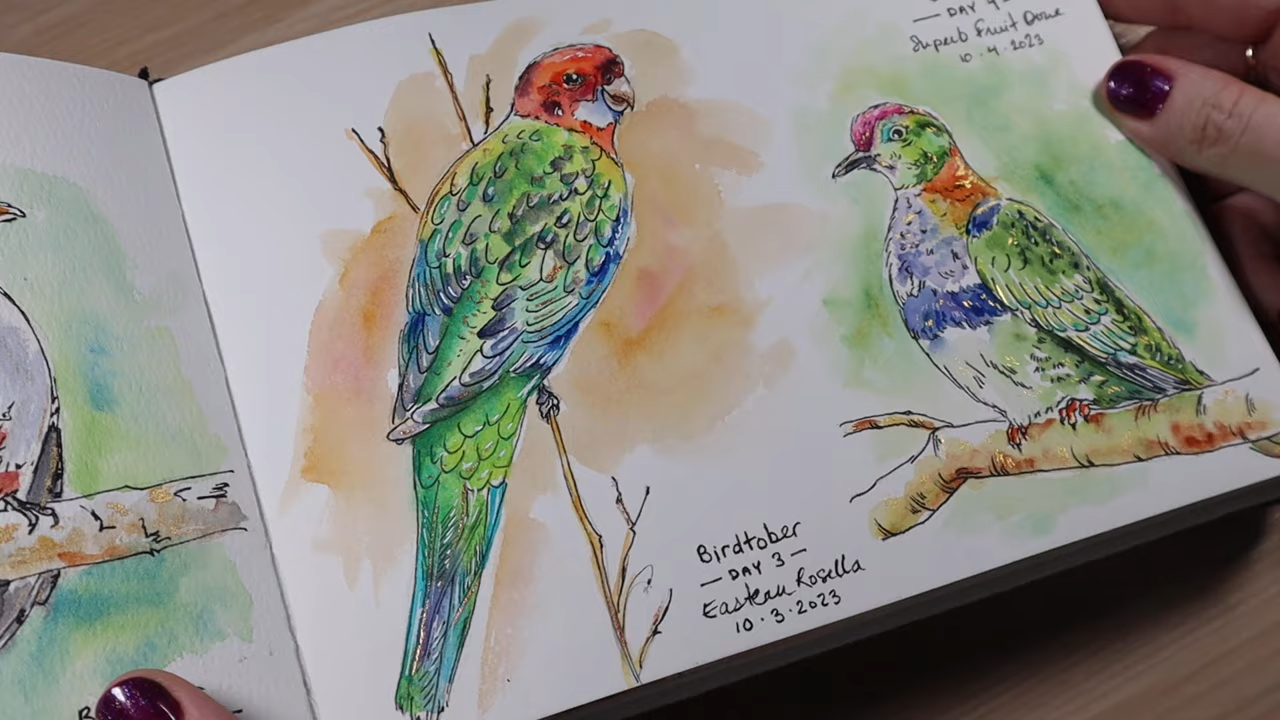 Birdtober
— DAY 3 —
Eastern Rosella
10.3.2023
— DAY 4 -
Superb Fruit Dove
10.4.2023
B